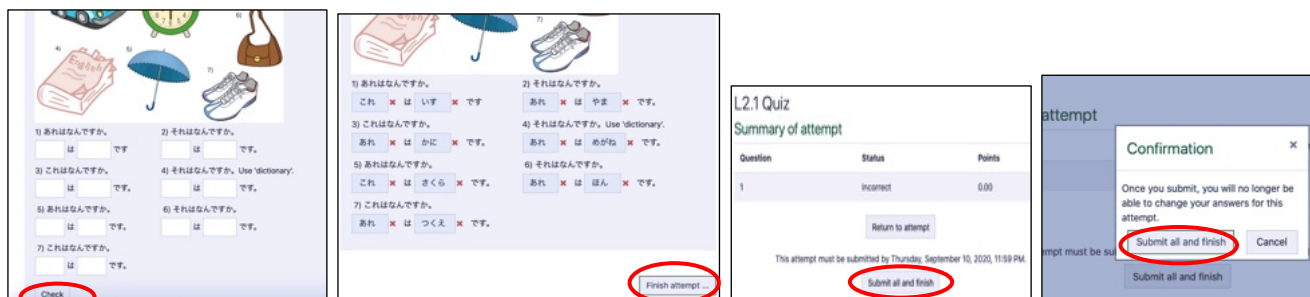 6)
4)
English
5)
7)
1) あれはなんですか。
は です
2) それはなんですか。
は です。
3) これはなんですか。
は です。
4) それはなんですか。Use 'dictionary'.
は です。
5) あれはなんですか。
は です。
6) それはなんですか。
は です。
7) これはなんですか。
は です。
Check
7)
1) あれはなんですか。
これ × は いす × です
2) それはなんですか。
あれ × は やま × です。
3) これはなんですか。
あれ × は かに × です。
4) それはなんですか。Use 'dictionary'.
あれ × は めがね × です。
5) あれはなんですか。
これ × は さくら × です。
6) それはなんですか。
あれ × は ほん × です。
7) これはなんですか。
あれ × は つくえ × です。
Finish attempt ...
L2.1 Quiz
Summary of attempt
Question Status Points
1 Incorrect 0.00
Return to attempt
This attempt must be submitted by Thursday, September 10, 2020, 11:59 PM.
Submit all and finish
attempt
Confirmation ×
Once you submit, you will no longer be
able to change your answers for this
attempt.
Submit all and finish Cancel
empt must be su
Submit all and finish